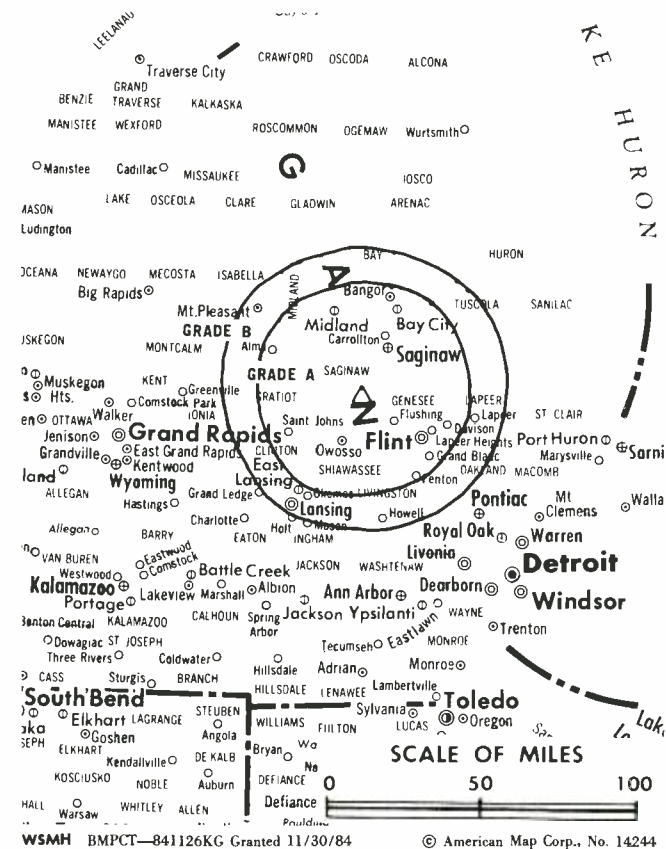 LEELANAU
Traverse City
CRAWFORD OSCODA ALCONA
GRAND
BENZIE TRAVERSE KALKASKA
MANISTEE WEXFORD ROSCOMMON OGEMAW Wurtsmith
KE HURON
Manistee Cadillac MISSAUKEE G IOSCO
MASON LAKE OSCEOLA CLARE GLADWIN ARENAC
Ludington
BAY HURON
OCEANA NEWAYGO MECOSTA ISABELLA MIDLAND A
Big Rapids Bangor TUSCOLA SANILAC
Mt. Pleasant Midland Bay City
GRADE B
USKEGON MONTCALM Alma Carrollton
Saginaw
Muskegon KENT GRADE A SAGINAW
Hts. Greenville GRATIOT GENESEE LAPEER
Walker Comstock Park
OTTAWA IONIA Saint Johns N Flushing Lapeer ST CLAIR
Jenison Grand Rapids Flint Davison
Lapeer Heights Port Huron
Grandville East Grand Rapids CLINTON Owosso Grand Blanc Marysville Sarni
Kentwood East SHIAWASSEE OAKLAND MACOMB
land Wyoming Lansing Fenton
ALLEGAN Grand Ledge Okemos LIVINGSTON Pontiac Mt
Hastings Lansing Clemens Walla
Charlotte Holt Mason Howell
Allegan BARRY EATON INGHAM Royal Oak Warren
VAN BUREN Eastwood JACKSON WASHTENAW Livonia
Westwood Comstock Battle Creek Detroit
Kalamazoo Lakeview Marshall Albion Ann Arbor Dearborn
Portage Windsor
Benton Central KALAMAZOO CALHOUN Spring Jackson Ypsilanti WAYNE
Arbor Eastlawn
Dowagiac ST JOSEPH Tecumseh MONROE Trenton
Three Rivers Coldwater
Hillsdale Adrian Monroe
CASS Sturgis BRANCH
HILLSDALE LENAWEE Lambertville
South Bend STEUBEN Sylvania Toledo
Elkhart LAGRANGE WILLIAMS FULTON LUCAS Oregon Lak
Goshen Angola
ELKHART Bryan
Kendallville DE KALB SCALE OF MILES
KOSCIUSKO NOBLE Auburn DEFIANCE 0 50 100
HALL Warsaw WHITLEY ALLEN Defiance
Paulding
WSMH BMPCT—841126KG Granted 11/30/84 © American Map Corp., No. 14244